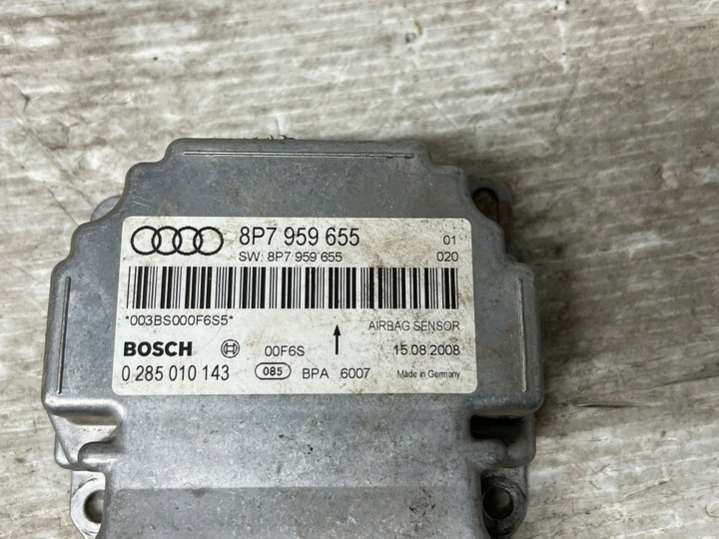 8P7 959 655 01
SW: 8P7 959 655 020
*003BS000F6S5* AIRBAG SENSOR
BOSCH 00F6S 15.08.2008
0 285 010 143 085 BPA 6007 Made in Germany